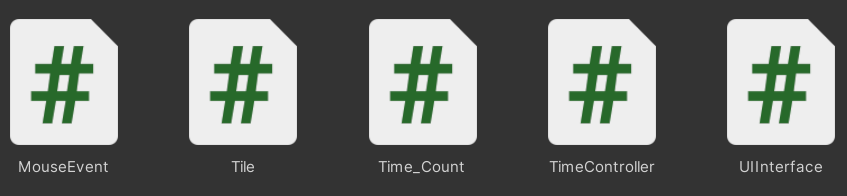 MouseEvent
Tile
Time_Count
TimeController
UIInterface